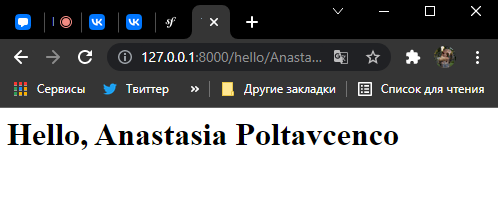 127.0.0.1:8000/hello/Anasta...
Сервисы Твиттер » Другие закладки Список для чтения
Hello, Anastasia Poltavcenco